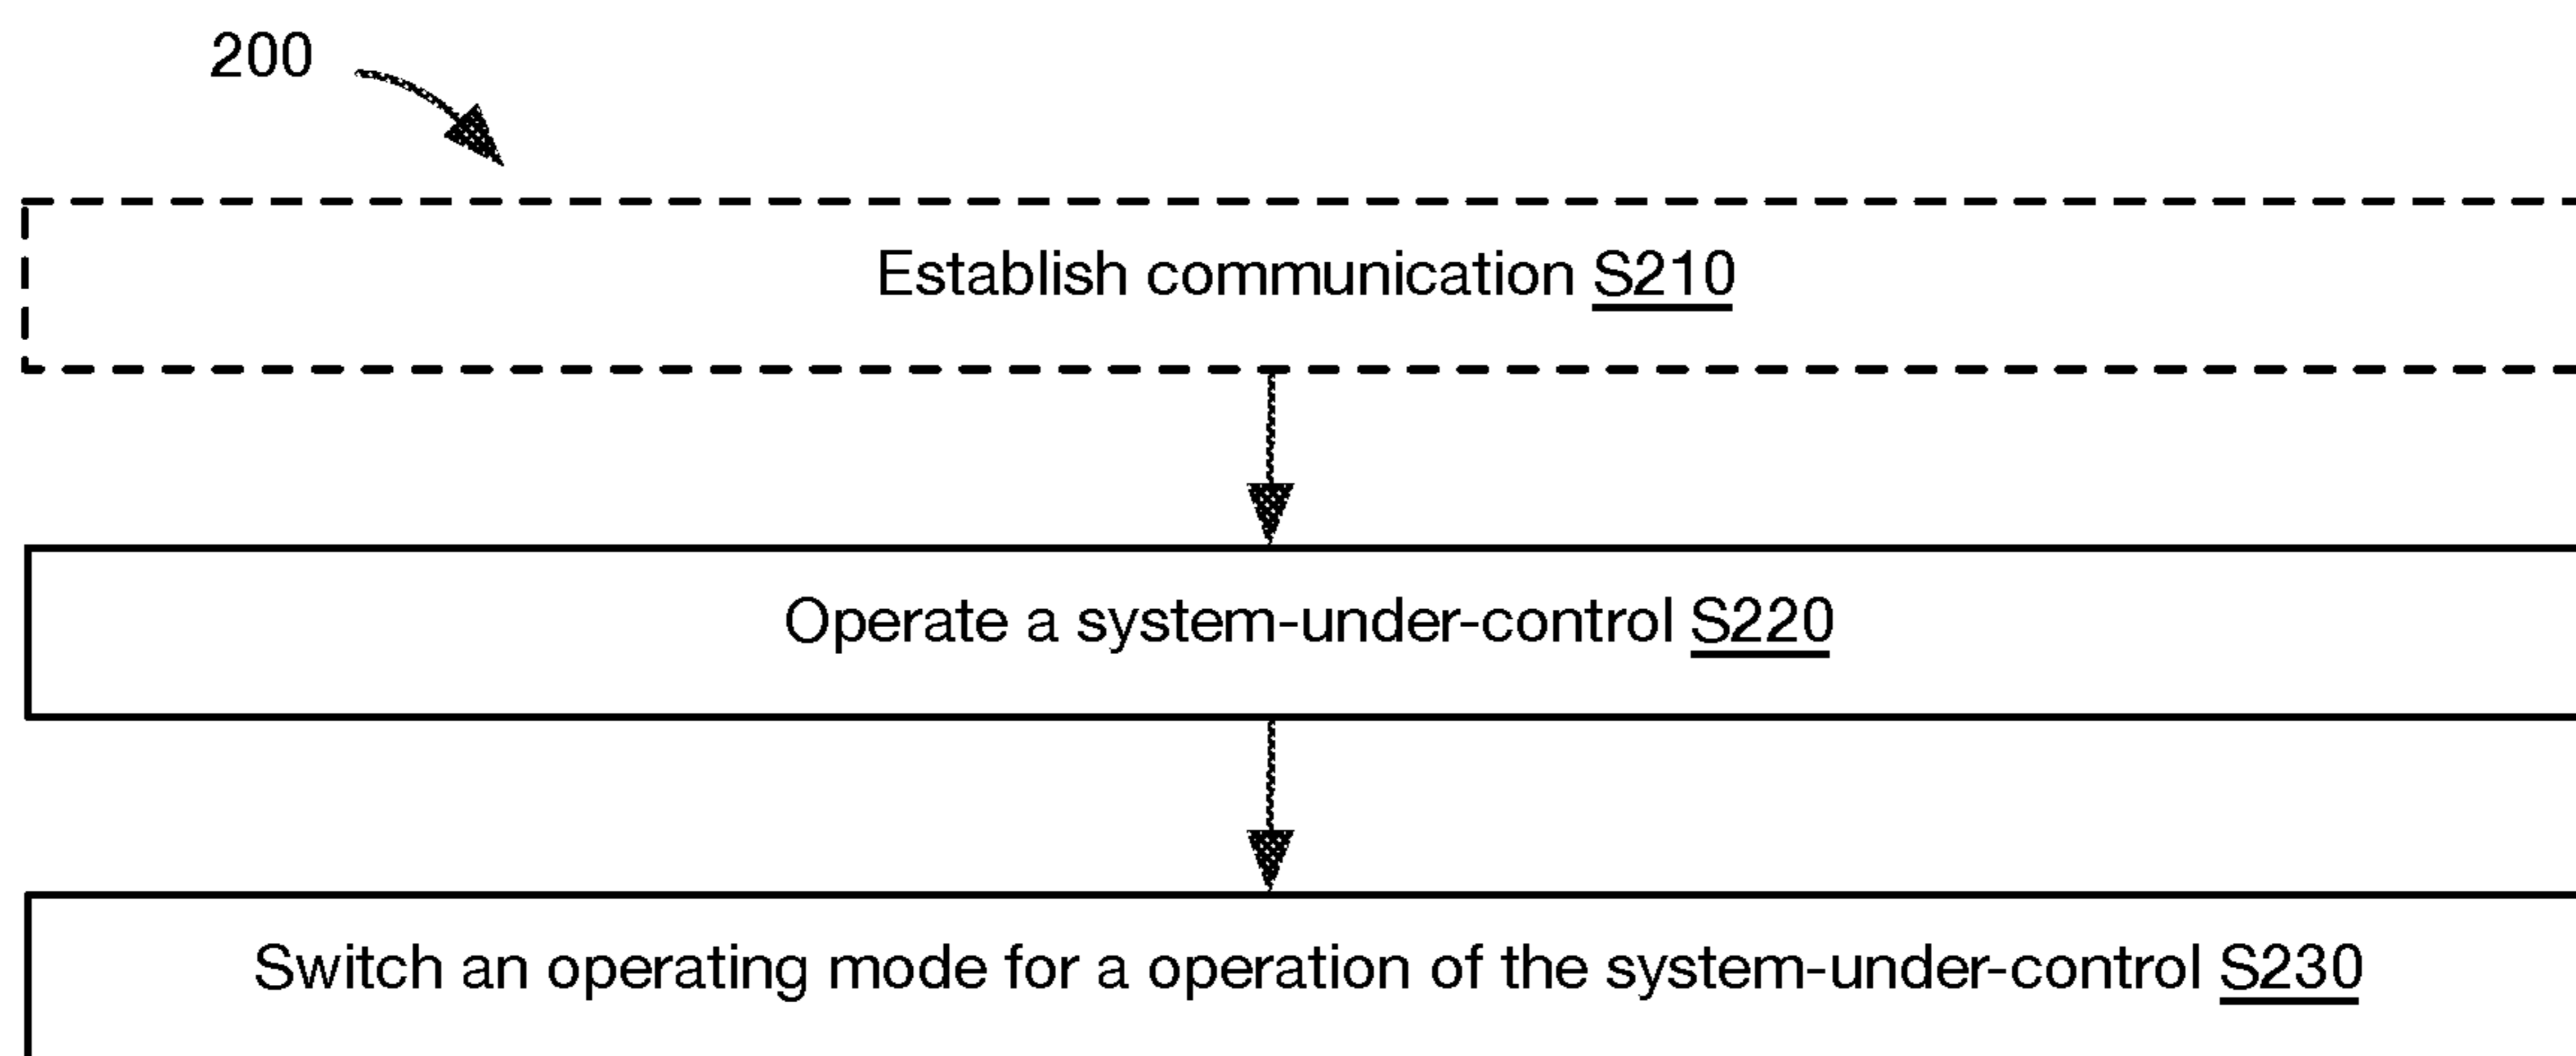 200
Establish communication S210
Operate a system-under-control S220
Switch an operating mode for a operation of the system-under-control S230